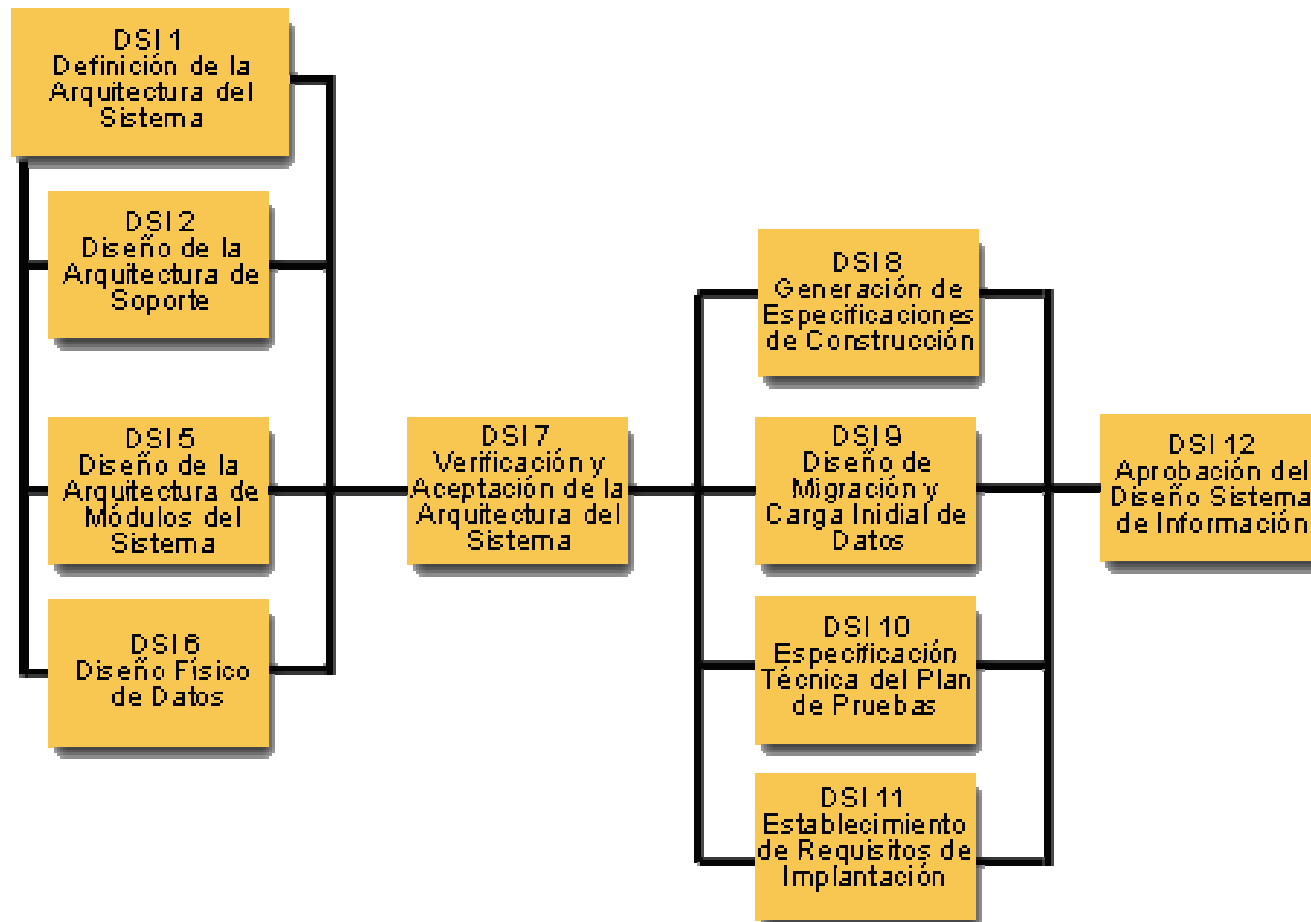 DSI 1
Definición de la
Arquitectura del
Sistema
DSI 2
Diseño de la
Arquitectura de
Soporte
DSI 5
Diseño de la
Arquitectura de
Módulos del
Sistema
DSI 6
Diseño Físico
de Datos
DSI 7
Verificación y
Aceptación de la
Arquitectura del
Sistema
DSI 8
Generación de
Especificaciones
de Construcción
DSI 9
Diseño de
Migración y
Carga Inidial de
Datos
DSI 10
Especificación
Técnica del Plan
de Pruebas
DSI 11
Establecimiento
de Requisitos de
Implantación
DSI 12
Aprobación del
Diseño Sistema
de Información